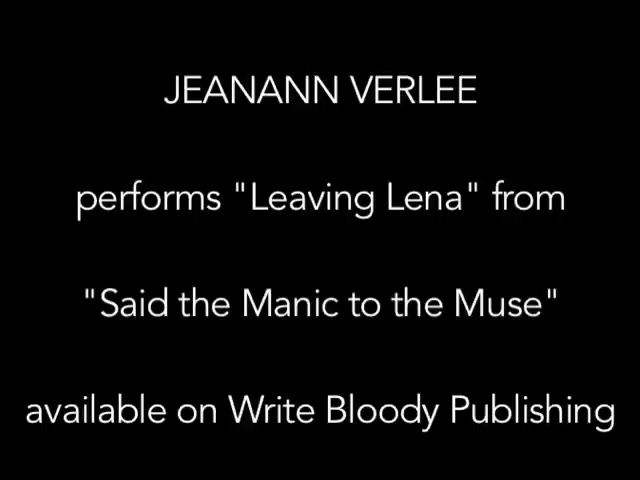 JEANANN VERLEE
performs "Leaving Lena" from
"Said the Manic to the Muse"
available on Write Bloody Publishing